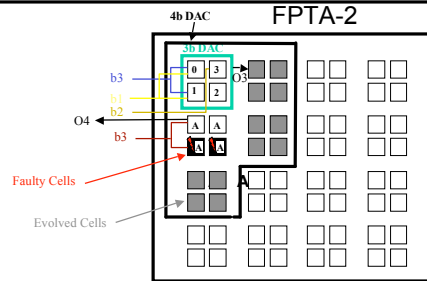 FPTA-2
4b DAC
3b DAC
0 3
b3
O3
1 2
b2
O4
A A
b3
A A
Faulty Cells
A
Evolved Cells